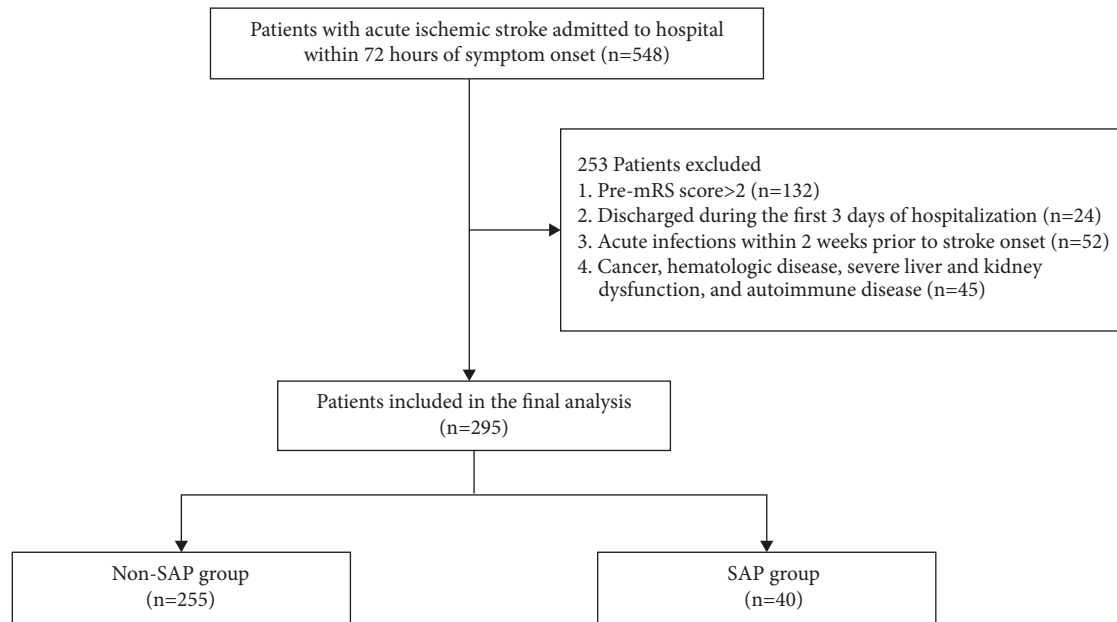 Patients with acute ischemic stroke admitted to hospital
within 72 hours of symptom onset (n=548)
253 Patients excluded
1. Pre-mRS score>2 (n=132)
2. Discharged during the first 3 days of hospitalization (n=24)
3. Acute infections within 2 weeks prior to stroke onset (n=52)
4. Cancer, hematologic disease, severe liver and kidney
dysfunction, and autoimmune disease (n=45)
Patients included in the final analysis
(n=295)
Non-SAP group
(n=255)
SAP group
(n=40)